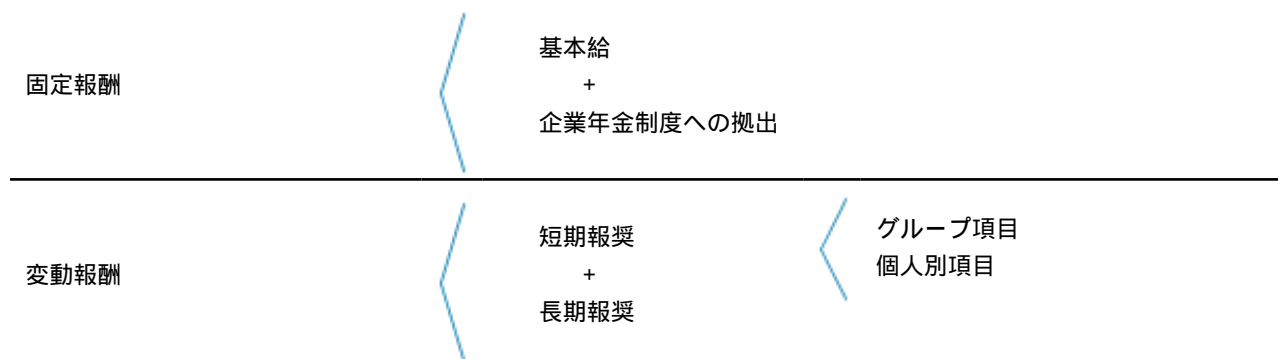 固定報酬
基本給
+
企業年金制度への拠出
変動報酬
短期報奨
+
長期報奨
グループ項目
個人別項目